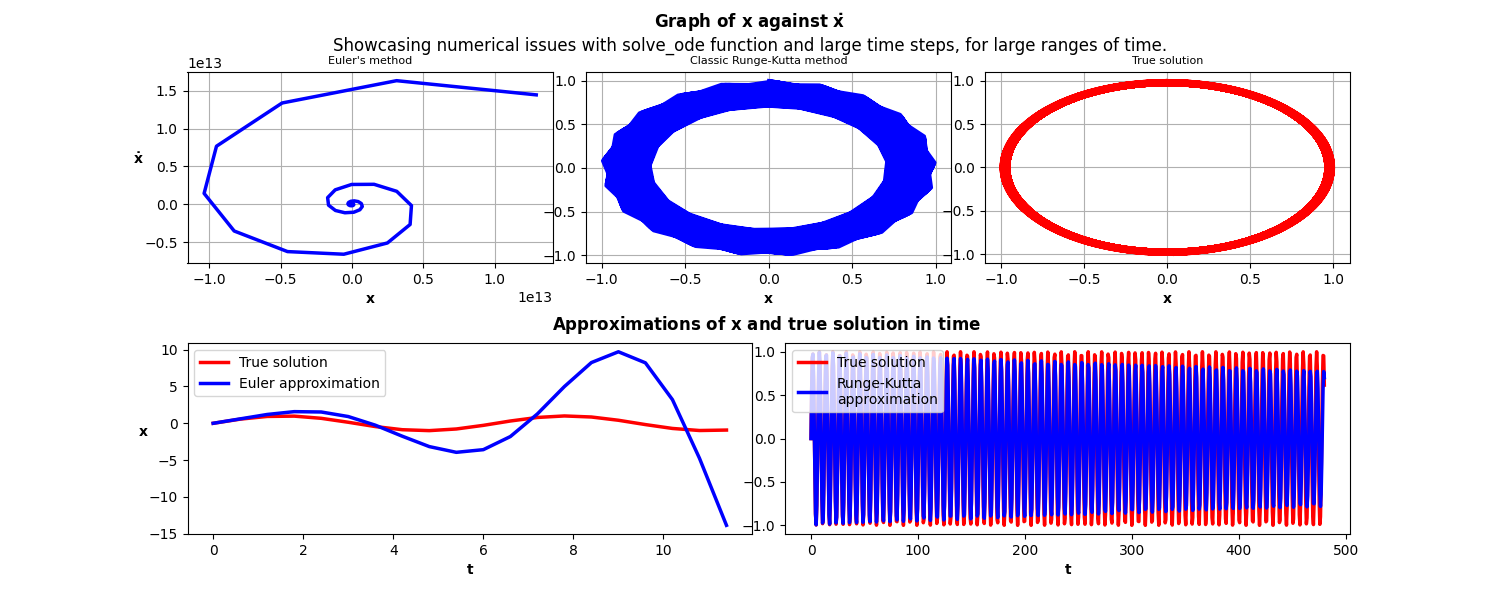 Graph of x against ẋ
Showcasing numerical issues with solve_ode function and large time steps, for large ranges of time.
Euler's method
Classic Runge-Kutta method
True solution
1e13
1.5
1.0
0.5
0.0
−0.5
ẋ
−1.0
−0.5
0.0
0.5
1.0
1e13
x
1.0
0.5
0.0
−0.5
−1.0
−1.0
−0.5
0.0
0.5
1.0
x
1.0
0.5
0.0
−0.5
−1.0
−1.0
−0.5
0.0
0.5
1.0
x
Approximations of x and true solution in time
True solution
Euler approximation
10
5
0
−5
−10
−15
x
0
2
4
6
8
10
t
True solution
Runge-Kutta
approximation
1.0
0.5
0.0
−0.5
−1.0
0
100
200
300
400
500
t